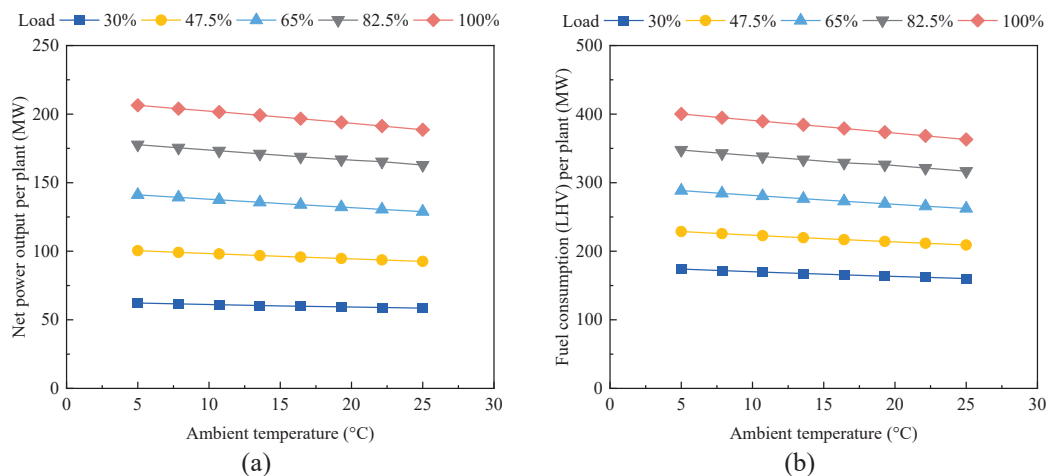 Load 30% 47.5% 65% 82.5% 100%
250
200
150
100
50
0
Net power output per plant (MW)
0 5 10 15 20 25 30
Ambient temperature (°C)
(a)
Load 30% 47.5% 65% 82.5% 100%
500
400
300
200
100
0
Fuel consumption (LHV) per plant (MW)
0 5 10 15 20 25 30
Ambient temperature (°C)
(b)